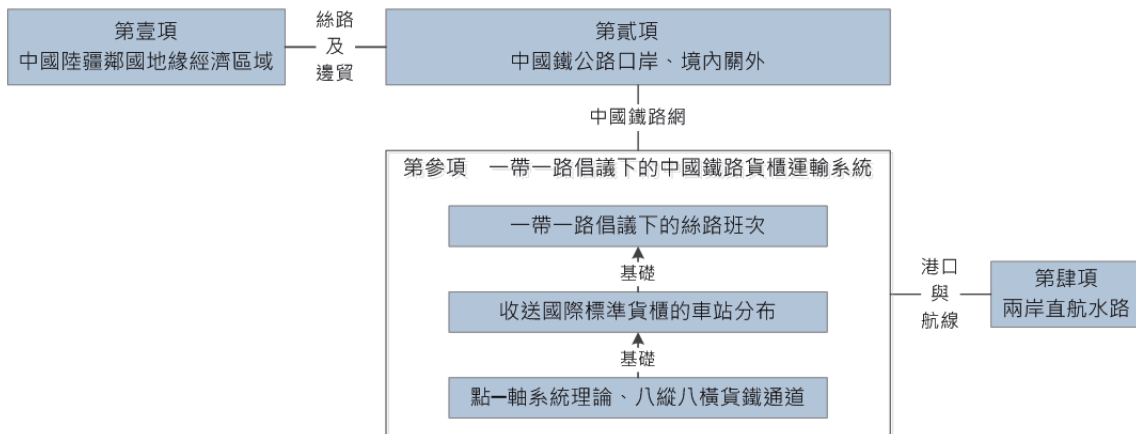 第壹項
中國陸疆鄰國地緣經濟區域
絲路
及
邊貿
第貳項
中國鐵公路口岸、境內關外
中國鐵路網
第參項 一帶一路倡議下的中國鐵路貨櫃運輸系統
一帶一路倡議下的絲路班次
基礎
收送國際標準貨櫃的車站分布
基礎
點─軸系統理論、八縱八橫貨鐵通道
港口
與
航線
第肆項
兩岸直航水路